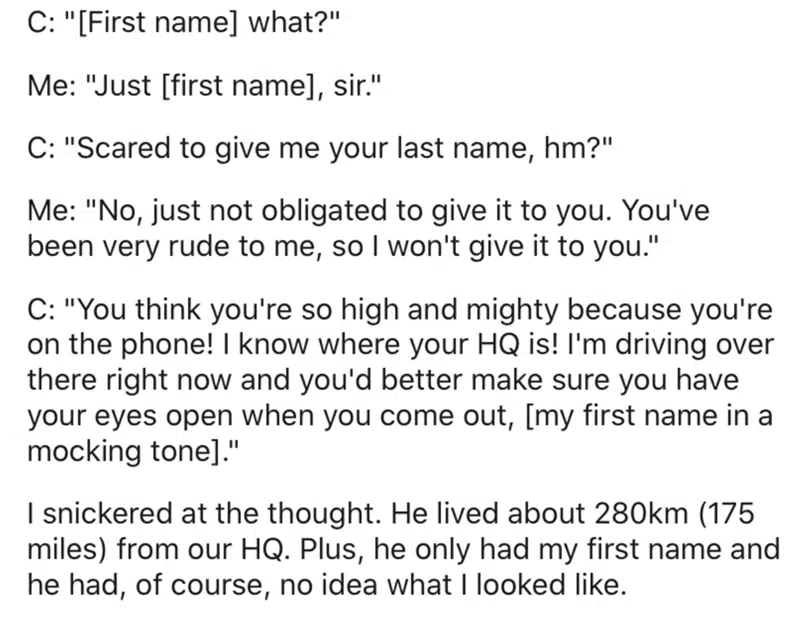 C: "[First name] what?"
Me: "Just [first name], sir."
C: "Scared to give me your last name, hm?"
Me: "No, just not obligated to give it to you. You've
been very rude to me, so I won't give it to you."
C: "You think you're so high and mighty because you're
on the phone! I know where your HQ is! I'm driving over
there right now and you'd better make sure you have
your eyes open when you come out, [my first name in a
mocking tone]."
I snickered at the thought. He lived about 280km (175
miles) from our HQ. Plus, he only had my first name and
he had, of course, no idea what I looked like.